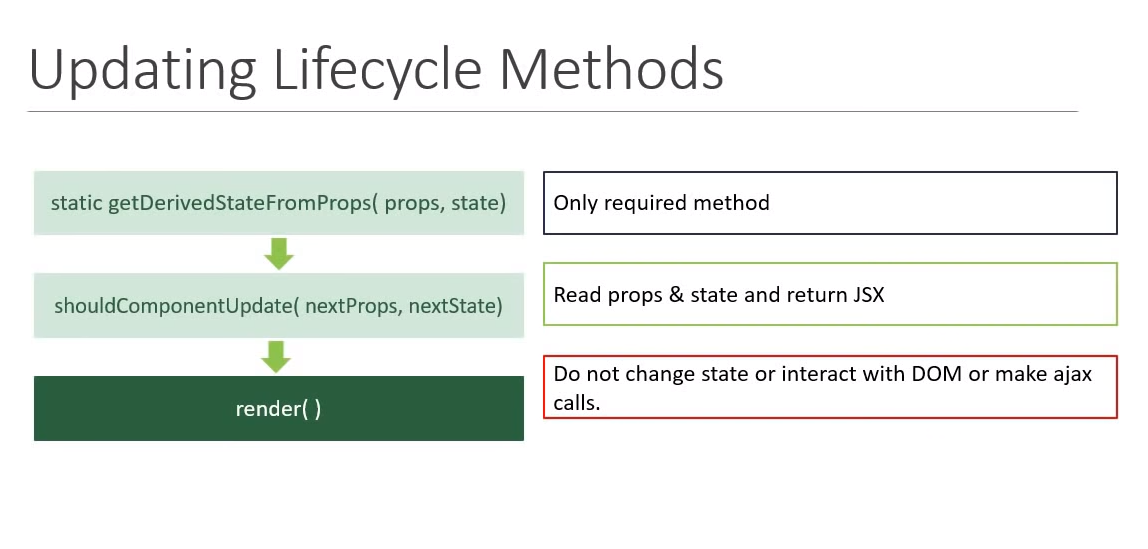 Updating Lifecycle Methods
static getDerivedStateFromProps( props, state)
Only required method
shouldComponentUpdate( nextProps, nextState)
Read props & state and return JSX
render( )
Do not change state or interact with DOM or make ajax
calls.